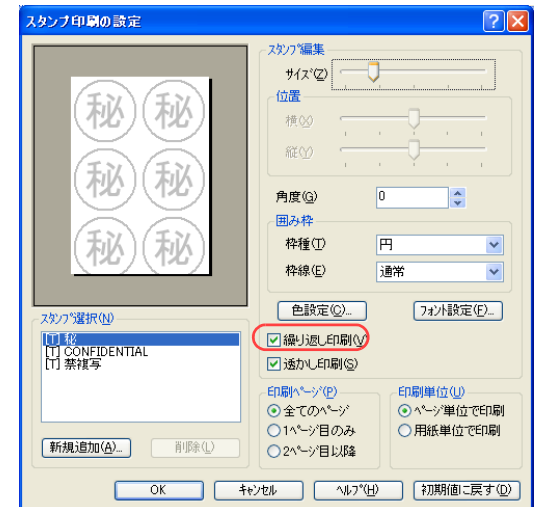 スタンプ印刷の設定
秘 秘
秘 秘
秘 秘
スタンプ選択(N)
[T] 秘
[T] CONFIDENTIAL
[T] 禁複写
新規追加(A)...
削除(L)
スタンプ編集
サイズ(Z)
位置
横(X)
縦(Y)
角度(G)
0
囲み枠
枠種(T)
円
枠線(E)
通常
色設定(C)...
フォント設定(F)...
繰り返し印刷(V)
透かし印刷(S)
印刷ページ(P)
全てのページ
1ページ目のみ
2ページ目以降
印刷単位(U)
ページ単位で印刷
用紙単位で印刷
OK
キャンセル
ヘルプ(H)
初期値に戻す(D)